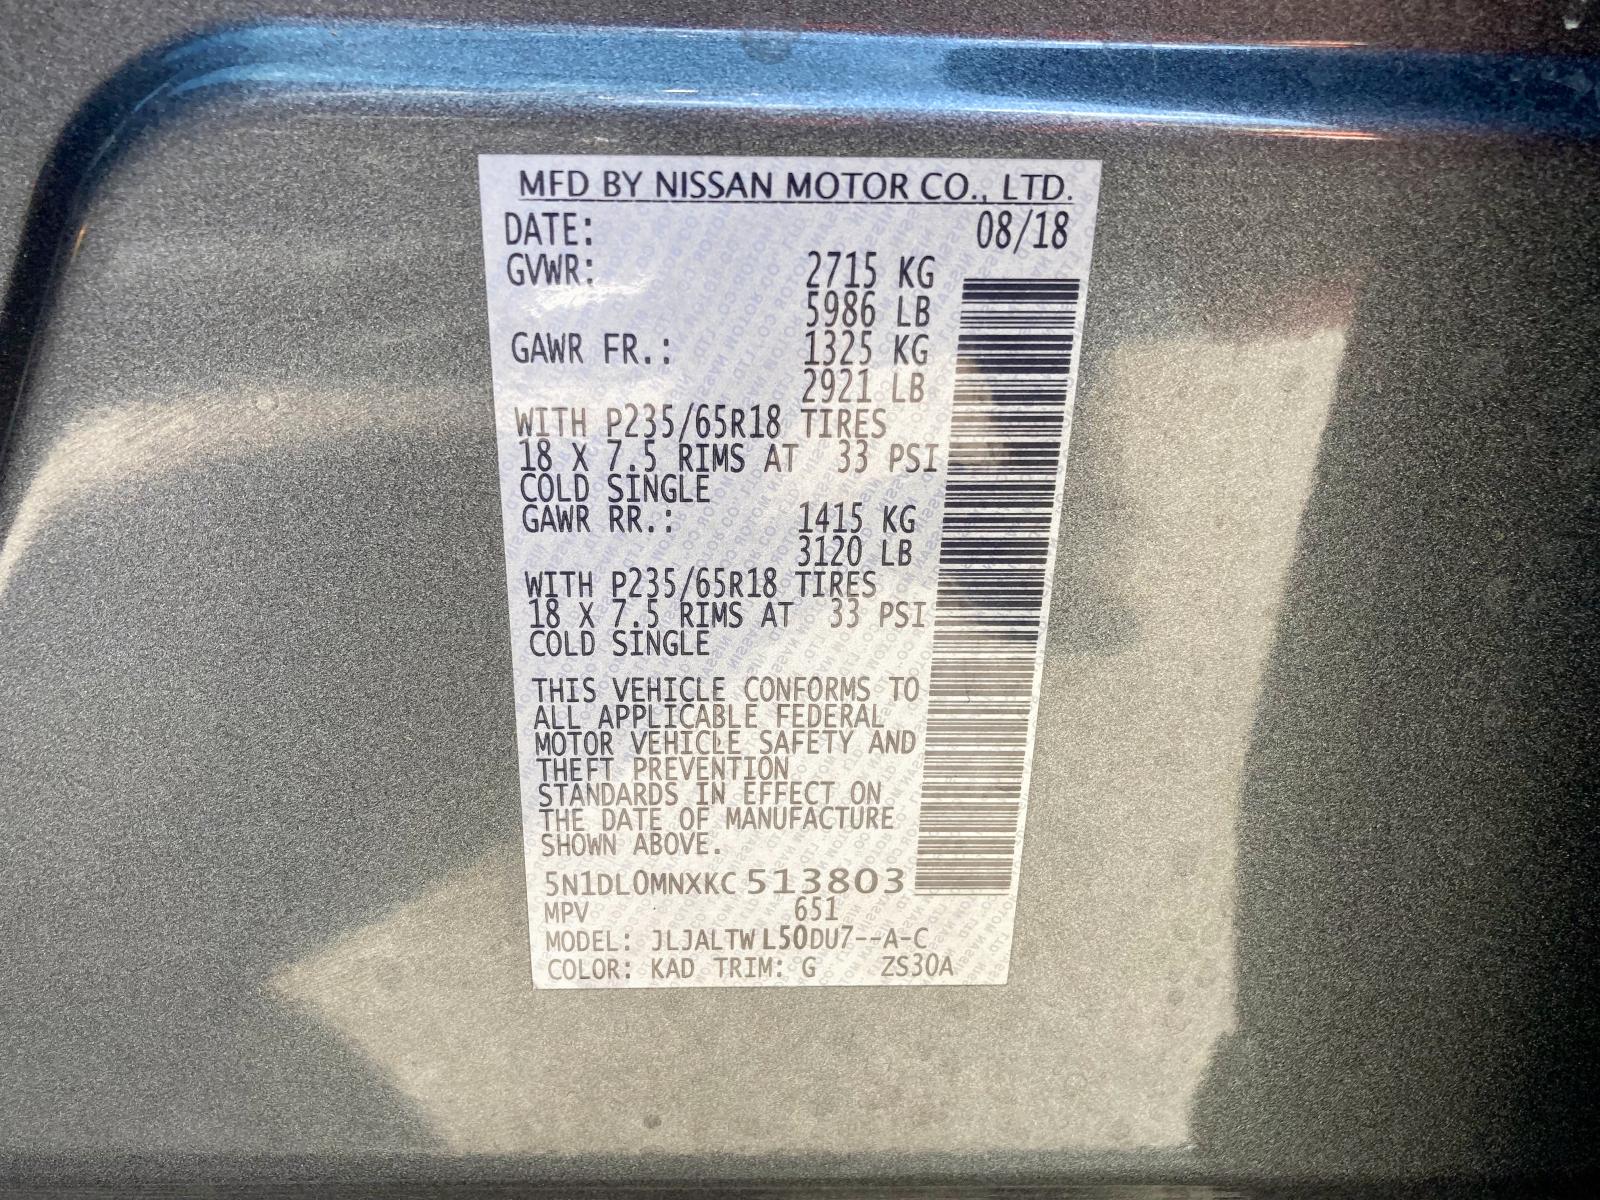 MFD BY NISSAN MOTOR CO., LTD.
DATE: 08/18
GVWR: 2715 KG
5986 LB
GAWR FR.: 1325 KG
2921 LB
WITH P235/65R18 TIRES
18 X 7.5 RIMS AT 33 PSI
COLD SINGLE
GAWR RR.: 1415 KG
3120 LB
WITH P235/65R18 TIRES
18 X 7.5 RIMS AT 33 PSI
COLD SINGLE
THIS VEHICLE CONFORMS TO
ALL APPLICABLE FEDERAL
MOTOR VEHICLE SAFETY AND
THEFT PREVENTION
STANDARDS IN EFFECT ON
THE DATE OF MANUFACTURE
SHOWN ABOVE.
5N1DL0MNXKC513803
MPV 651
MODEL: JLJALTWL50DU7--A-C
COLOR: KAD TRIM: G ZS30A